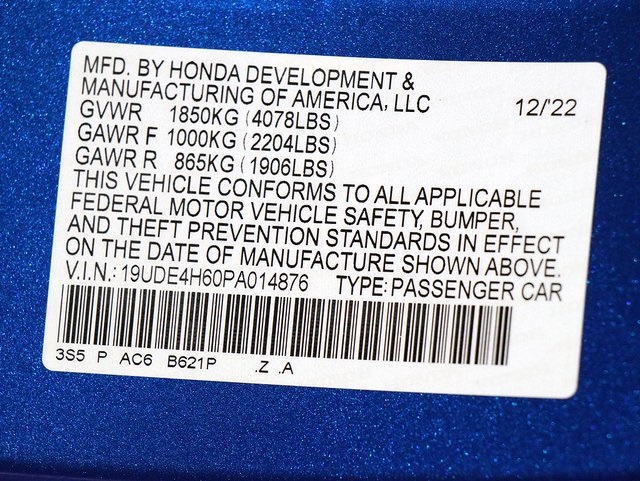 MFD. BY HONDA DEVELOPMENT &
MANUFACTURING OF AMERICA, LLC 12/'22
GVWR 1850KG (4078LBS)
GAWR F 1000KG (2204LBS)
GAWR R 865KG (1906LBS)
THIS VEHICLE CONFORMS TO ALL APPLICABLE
FEDERAL MOTOR VEHICLE SAFETY, BUMPER,
AND THEFT PREVENTION STANDARDS IN EFFECT
ON THE DATE OF MANUFACTURE SHOWN ABOVE.
V.I.N.: 19UDE4H60PA014876 TYPE: PASSENGER CAR
3S5 P AC6 B621P .Z .A